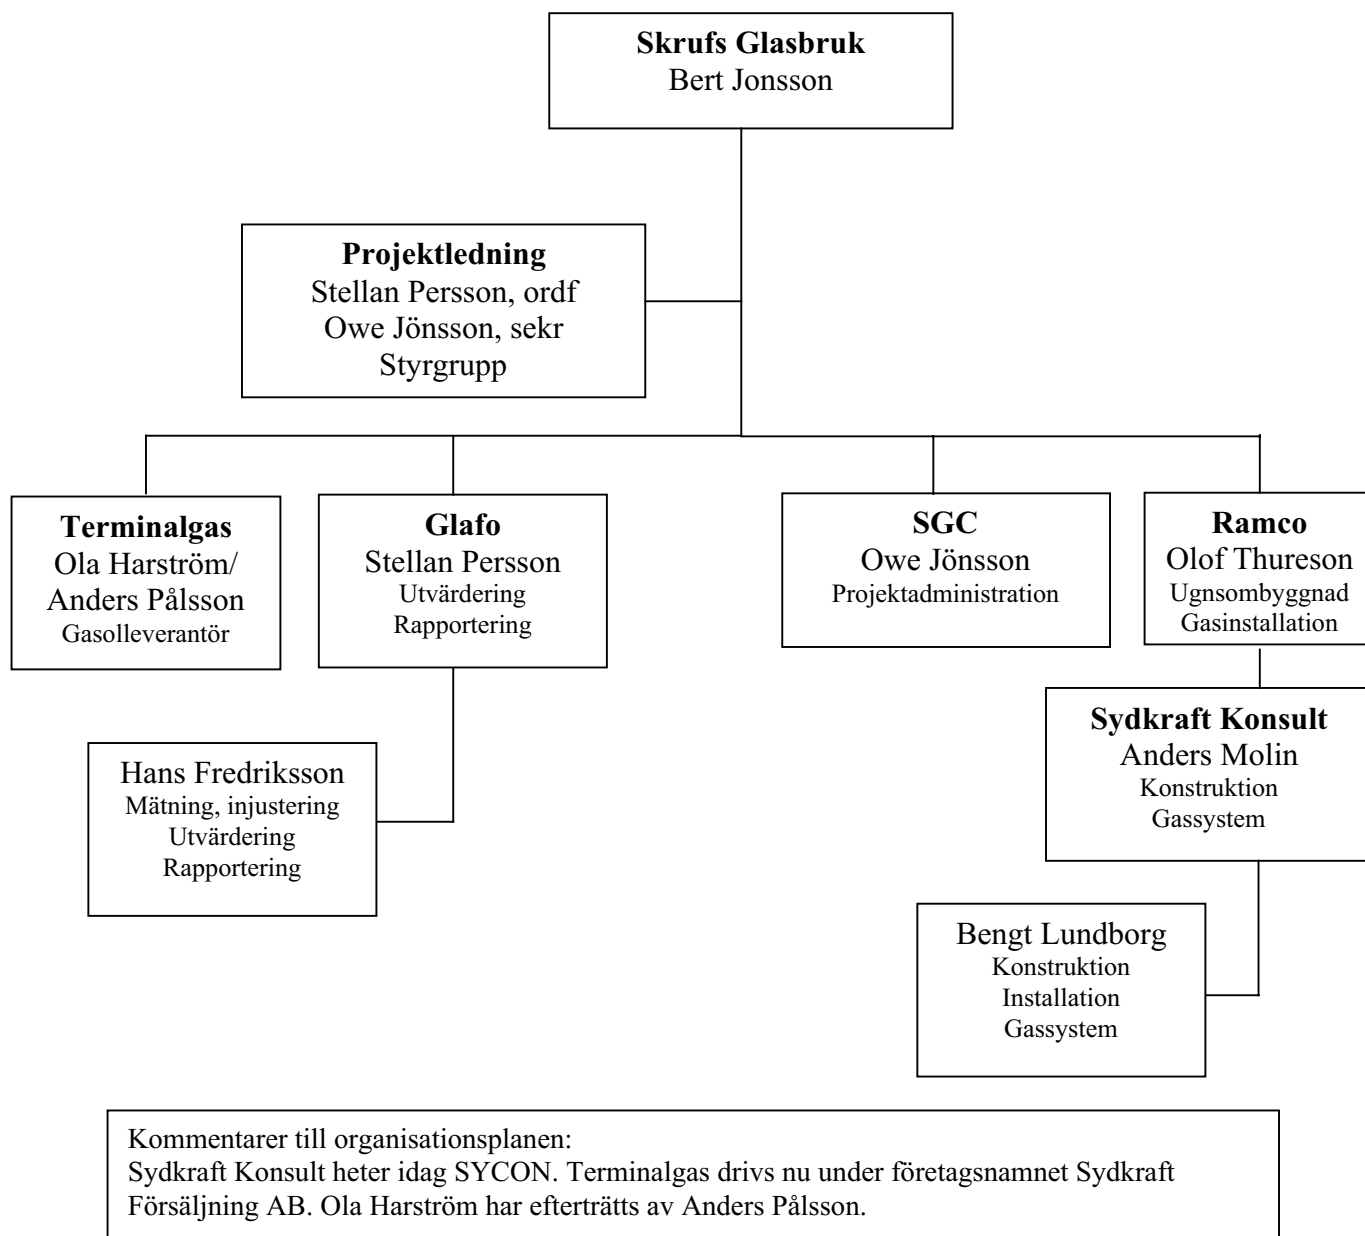 Skrufs Glasbruk
Bert Jonsson
Projektledning
Stellan Persson, ordf
Owe Jönsson, sekr
Styrgrupp
Terminalgas
Ola Harström/
Anders Pålsson
Gasolleverantör
Glafo
Stellan Persson
Utvärdering
Rapportering
SGC
Owe Jönsson
Projektadministration
Ramco
Olof Thureson
Ugnsombyggnad
Gasinstallation
Hans Fredriksson
Mätning, injustering
Utvärdering
Rapportering
Sydkraft Konsult
Anders Molin
Konstruktion
Gassystem
Bengt Lundborg
Konstruktion
Installation
Gassystem
Kommentarer till organisationsplanen:
Sydkraft Konsult heter idag SYCON. Terminalgas drivs nu under företagsnamnet Sydkraft
Försäljning AB. Ola Harström har efterträtts av Anders Pålsson.